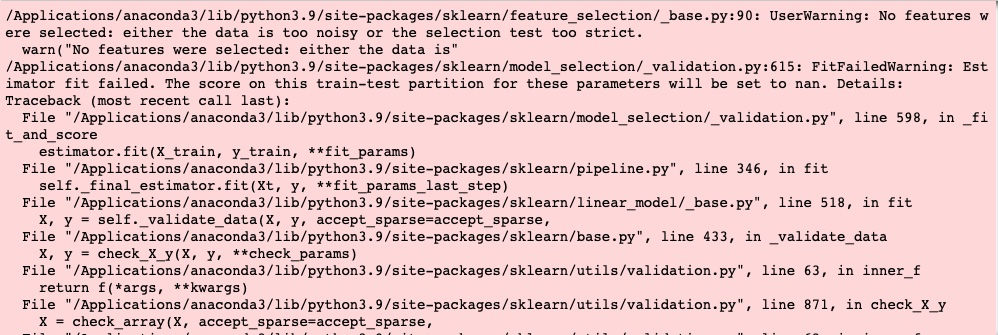 /Applications/anaconda3/lib/python3.9/site-packages/sklearn/feature_selection/_base.py:90: UserWarning: No features w
ere selected: either the data is too noisy or the selection test too strict.
  warn("No features were selected: either the data is"
/Applications/anaconda3/lib/python3.9/site-packages/sklearn/model_selection/_validation.py:615: FitFailedWarning: Est
imator fit failed. The score on this train-test partition for these parameters will be set to nan. Details:
Traceback (most recent call last):
  File "/Applications/anaconda3/lib/python3.9/site-packages/sklearn/model_selection/_validation.py", line 598, in _fi
t_and_score
    estimator.fit(X_train, y_train, **fit_params)
  File "/Applications/anaconda3/lib/python3.9/site-packages/sklearn/pipeline.py", line 346, in fit
    self._final_estimator.fit(Xt, y, **fit_params_last_step)
  File "/Applications/anaconda3/lib/python3.9/site-packages/sklearn/linear_model/_base.py", line 518, in fit
    X, y = self._validate_data(X, y, accept_sparse=accept_sparse,
  File "/Applications/anaconda3/lib/python3.9/site-packages/sklearn/base.py", line 433, in _validate_data
    X, y = check_X_y(X, y, **check_params)
  File "/Applications/anaconda3/lib/python3.9/site-packages/sklearn/utils/validation.py", line 63, in inner_f
    return f(*args, **kwargs)
  File "/Applications/anaconda3/lib/python3.9/site-packages/sklearn/utils/validation.py", line 871, in check_X_y
    X = check_array(X, accept_sparse=accept_sparse,